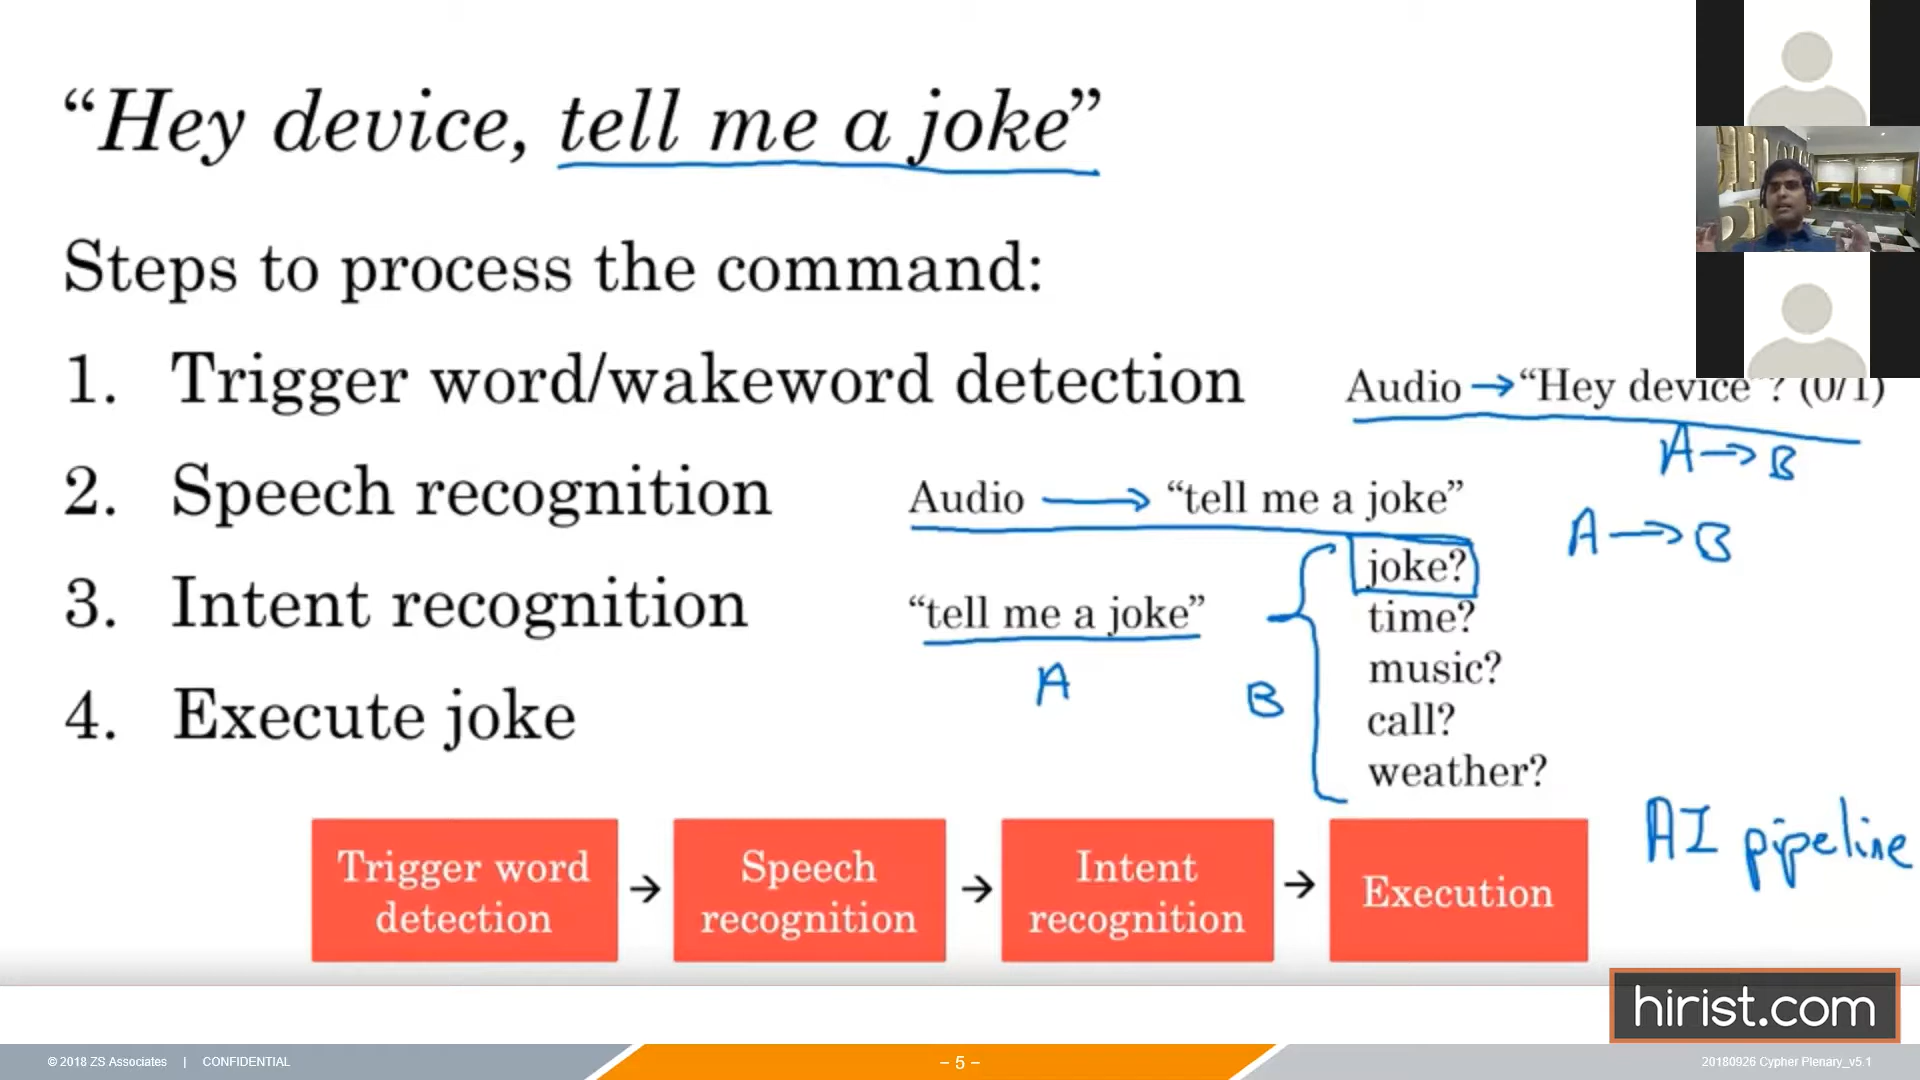 “Hey device, tell me a joke”
Steps to process the command:
1. Trigger word/wakeword detection
Audio → “Hey device”? (0/1)
A → B
2. Speech recognition
Audio → “tell me a joke”
A → B
joke?
3. Intent recognition
“tell me a joke”
time?
music?
A
B
call?
4. Execute joke
weather?
AI pipeline
Trigger word
detection
→
Speech
recognition
→
Intent
recognition
→
Execution
hirist.com
© 2018 ZS Associates | CONFIDENTIAL
– 5 –
20180926 Cypher Plenary_v5.1